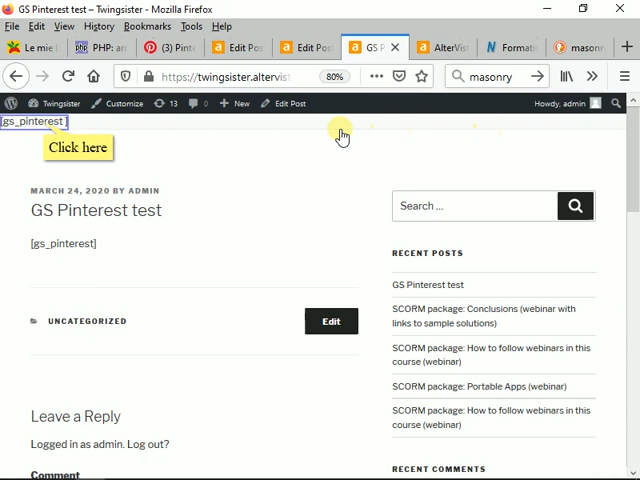 GS Pinterest test – Twingsister - Mozilla Firefox
File Edit View History Bookmarks Tools Help
Le mie PHP: ar (3) Pinte Edit Pos Edit Pos GS P AlterVist Formatic masonr
https://twingsister.altervist 80% masonry
Twingsister Customize 13 0 New Edit Post Howdy, admin
[gs_pinterest ]
Click here
MARCH 24, 2020 BY ADMIN
GS Pinterest test
[gs_pinterest]
UNCATEGORIZED
Edit
Leave a Reply
Logged in as admin. Log out?
Comment
Search …
RECENT POSTS
GS Pinterest test
SCORM package: Conclusions (webinar with
links to sample solutions)
SCORM package: How to follow webinars in this
course (webinar)
SCORM package: Portable Apps (webinar)
SCORM package: How to follow webinars in this
course (webinar)
RECENT COMMENTS